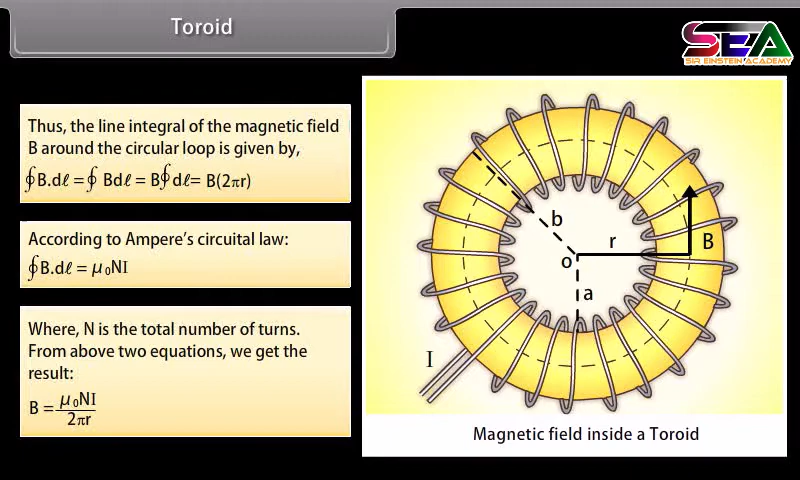 Toroid
SEA
SIR EINSTEIN ACADEMY
Thus, the line integral of the magnetic field
B around the circular loop is given by,
∮B.dℓ = ∮ Bdℓ = B∮dℓ= B(2πr)
According to Ampere's circuital law:
∮B.dℓ = μ₀NI
Where, N is the total number of turns.
From above two equations, we get the
result:
B = μ₀NI
2πr
b
r
B
o
a
I
Magnetic field inside a Toroid